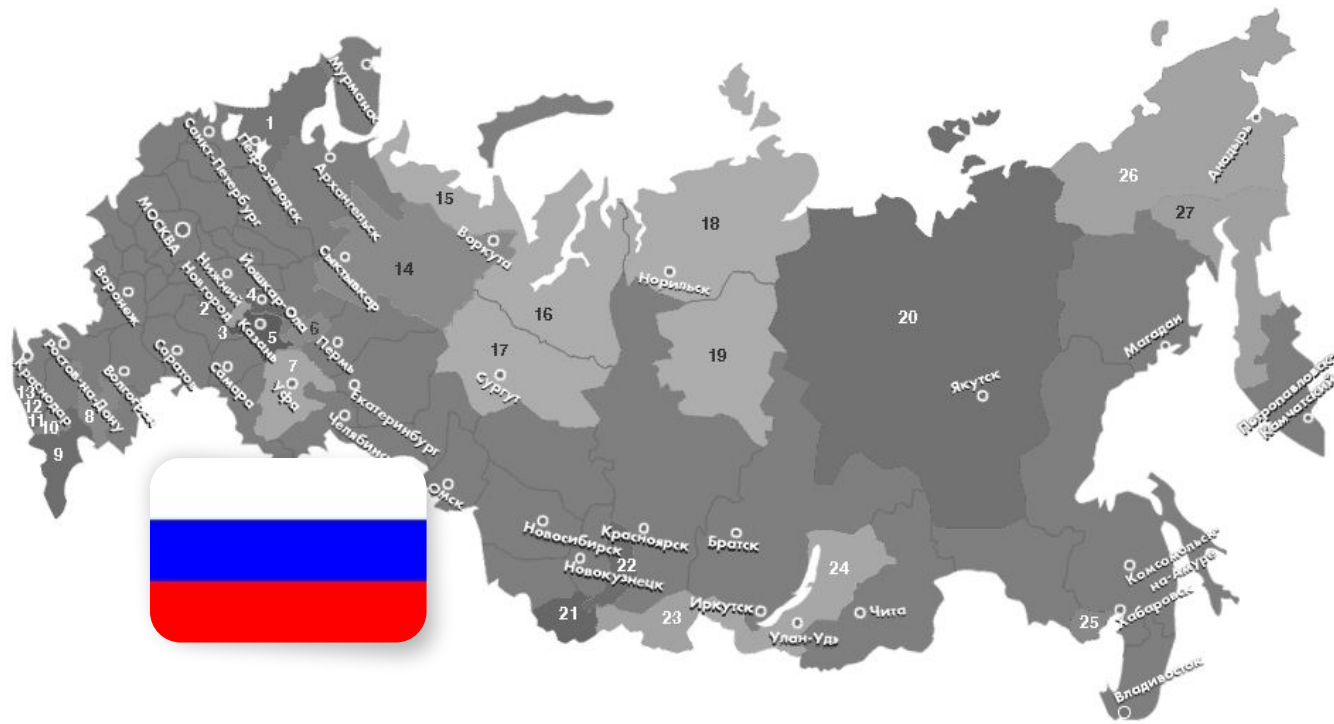 Мурманск
1
Санкт-Петербург
Петрозаводск
Архангельск
Анадырь
26
15
27
МОСКВА
18
Воркута
14
Сыктывкар
Норильск
Воронеж
Нижний
Новгород
Йошкар-Ола
4
2
3
Казань
5
6
16
20
Пермь
17
19
Магадан
Краснодар
Ростов-на-Дону
Волгоград
Саратов
Самара
7
Уфа
Сургут
Якутск
Екатеринбург
13
12
11
10
8
9
Петропавловск-
Камчатский
Челябинс
Омск
Новосибирск
Красноярск
Братск
22
Новокузнецк
24
Комсомольск-
на-Амуре
21
23
Иркутск
Улан-Удэ
Чита
25
Хабаровск
Владивосток